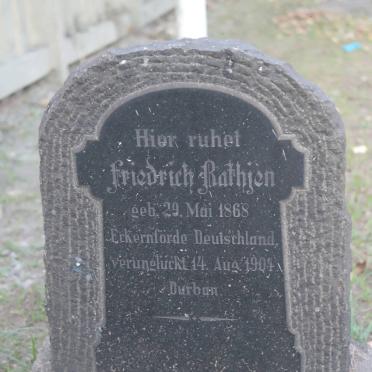 Hier ruhet
Friedrich Rathjen
geb. 29. Mai 1868
Eckernförde Deutschland,
verunglückt 14. Aug. 1904
Durban.